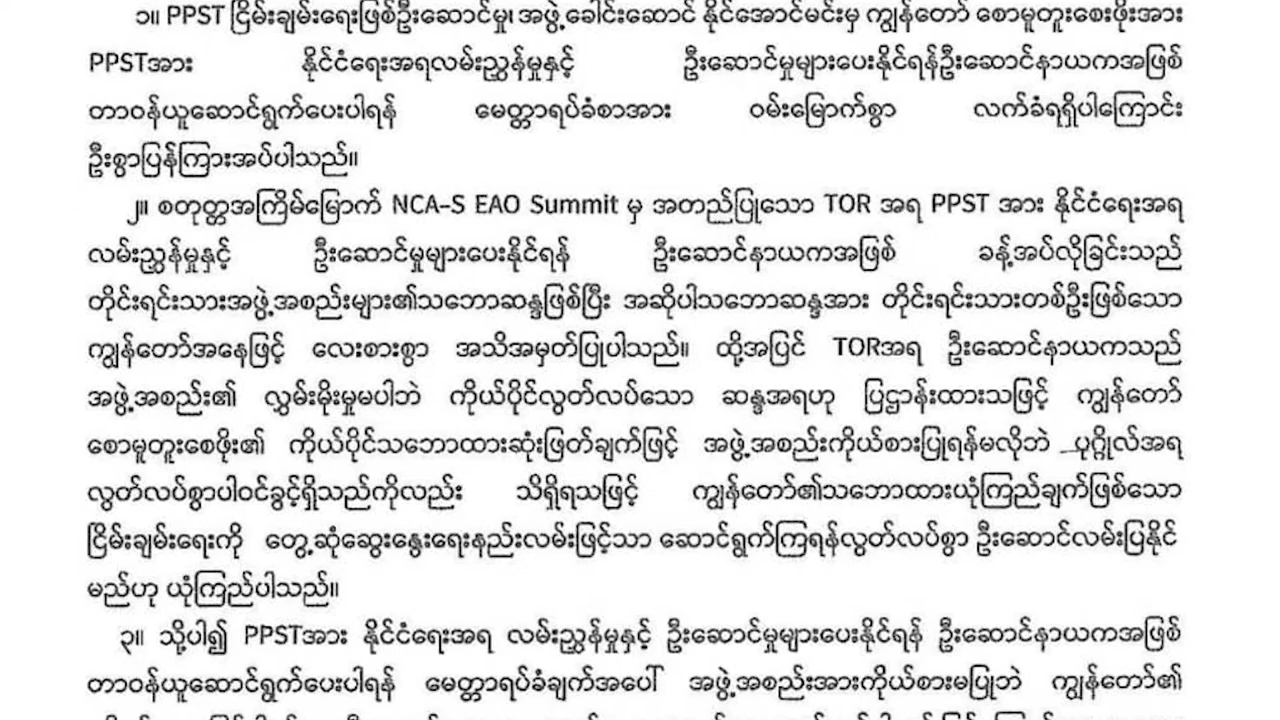 ၁။ PPST ငြိမ်းချမ်းရေးဖြစ်ဦးဆောင်မှု၊ အဖွဲ့ခေါင်းဆောင် နိုင်အောင်မင်းမှ ကျွန်တော် စောမူတူးစေးဖိုးအား
PPSTအား နိုင်ငံရေးအရလမ်းညွှန်မှုနှင့် ဦးဆောင်မှုများပေးနိုင်ရန်ဦးဆောင်နာယကအဖြစ်
တာဝန်ယူဆောင်ရွက်ပေးပါရန် မေတ္တာရပ်ခံစာအား ဝမ်းမြောက်စွာ လက်ခံရရှိပါကြောင်း
ဦးစွာပြန်ကြားအပ်ပါသည်။
၂။ စတုတ္တအကြိမ်မြောက် NCA-S EAO Summit မှ အတည်ပြုသော TOR အရ PPST အား နိုင်ငံရေးအရ
လမ်းညွှန်မှုနှင့် ဦးဆောင်မှုများပေးနိုင်ရန် ဦးဆောင်နာယကအဖြစ် ခန့်အပ်လိုခြင်းသည်
တိုင်းရင်းသားအဖွဲ့အစည်းများ၏သဘောဆန္ဒဖြစ်ပြီး အဆိုပါသဘောဆန္ဒအား တိုင်းရင်းသားတစ်ဦးဖြစ်သော
ကျွန်တော်အနေဖြင့် လေးစားစွာ အသိအမှတ်ပြုပါသည်။ ထို့အပြင် TORအရ ဦးဆောင်နာယကသည်
အဖွဲ့အစည်း၏ လွှမ်းမိုးမှုမပါဘဲ ကိုယ်ပိုင်လွတ်လပ်သော ဆန္ဒအရဟု ပြဌာန်းထားသဖြင့် ကျွန်တော်
စောမူတူးစေဖိုး၏ ကိုယ်ပိုင်သဘောထားဆုံးဖြတ်ချက်ဖြင့် အဖွဲ့အစည်းကိုယ်စားပြုရန်မလိုဘဲ ပုဂ္ဂိုလ်အရ
လွတ်လပ်စွာပါဝင်ခွင့်ရှိသည်ကိုလည်း သိရှိရသဖြင့် ကျွန်တော်၏သဘောထားယုံကြည်ချက်ဖြစ်သော
ငြိမ်းချမ်းရေးကို တွေ့ဆုံဆွေးနွေးရေးနည်းလမ်းဖြင့်သာ ဆောင်ရွက်ကြရန်လွတ်လပ်စွာ ဦးဆောင်လမ်းပြနိုင်
မည်ဟု ယုံကြည်ပါသည်။
၃။ သို့ပါ၍ PPSTအား နိုင်ငံရေးအရ လမ်းညွှန်မှုနှင့် ဦးဆောင်မှုများပေးနိုင်ရန် ဦးဆောင်နာယကအဖြစ်
တာဝန်ယူဆောင်ရွက်ပေးပါရန် မေတ္တာရပ်ခံချက်အပေါ် အဖွဲ့အစည်းအားကိုယ်စားမပြုဘဲ ကျွန်တော်၏